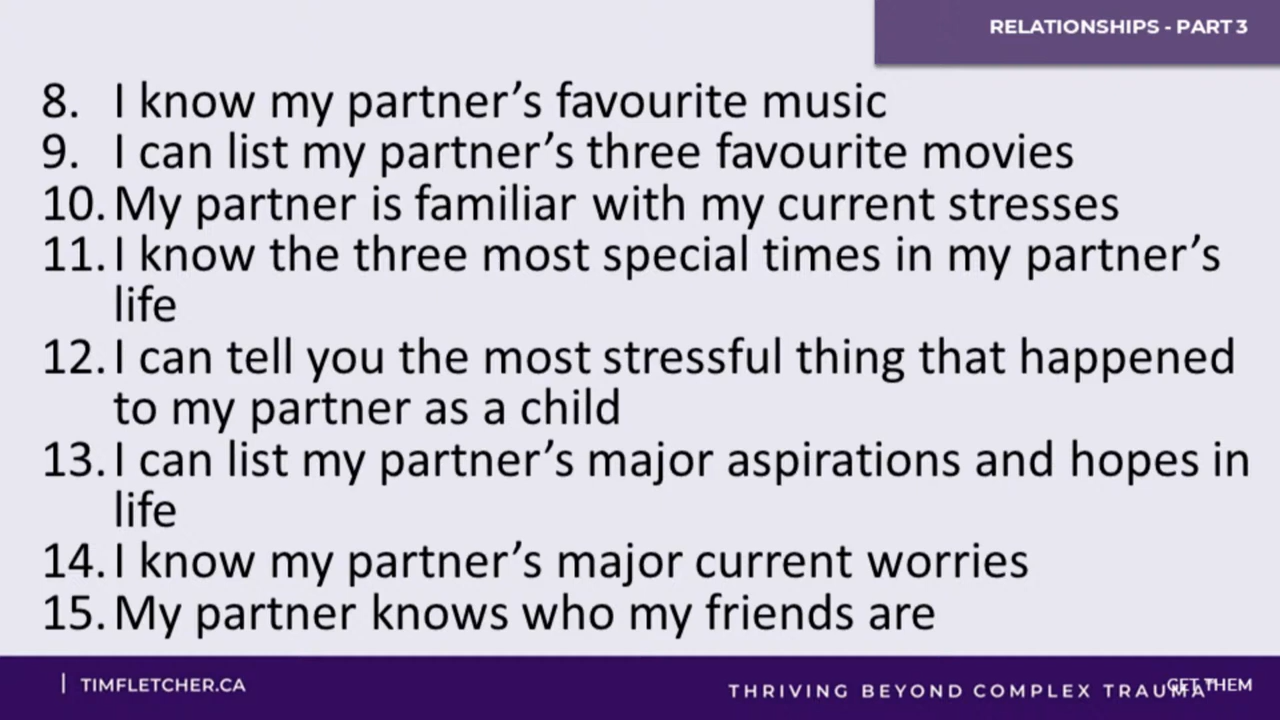 RELATIONSHIPS - PART 3
8. I know my partner’s favourite music
9. I can list my partner’s three favourite movies
10. My partner is familiar with my current stresses
11. I know the three most special times in my partner’s
life
12. I can tell you the most stressful thing that happened
to my partner as a child
13. I can list my partner’s major aspirations and hopes in
life
14. I know my partner’s major current worries
15. My partner knows who my friends are
| TIMFLETCHER.CA
THRIVING BEYOND COMPLEX TRAUMA
GET THEM